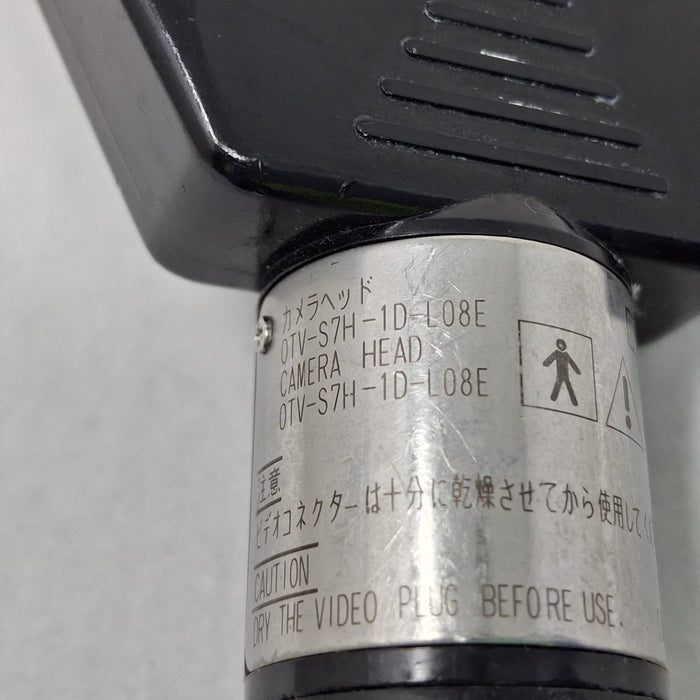 カメラヘッド
OTV-S7H-1D-L08E
CAMERA HEAD
OTV-S7H-1D-L08E
注意
ビデオコネクターは十分に乾燥させてから使用してく
CAUTION
DRY THE VIDEO PLUG BEFORE USE.